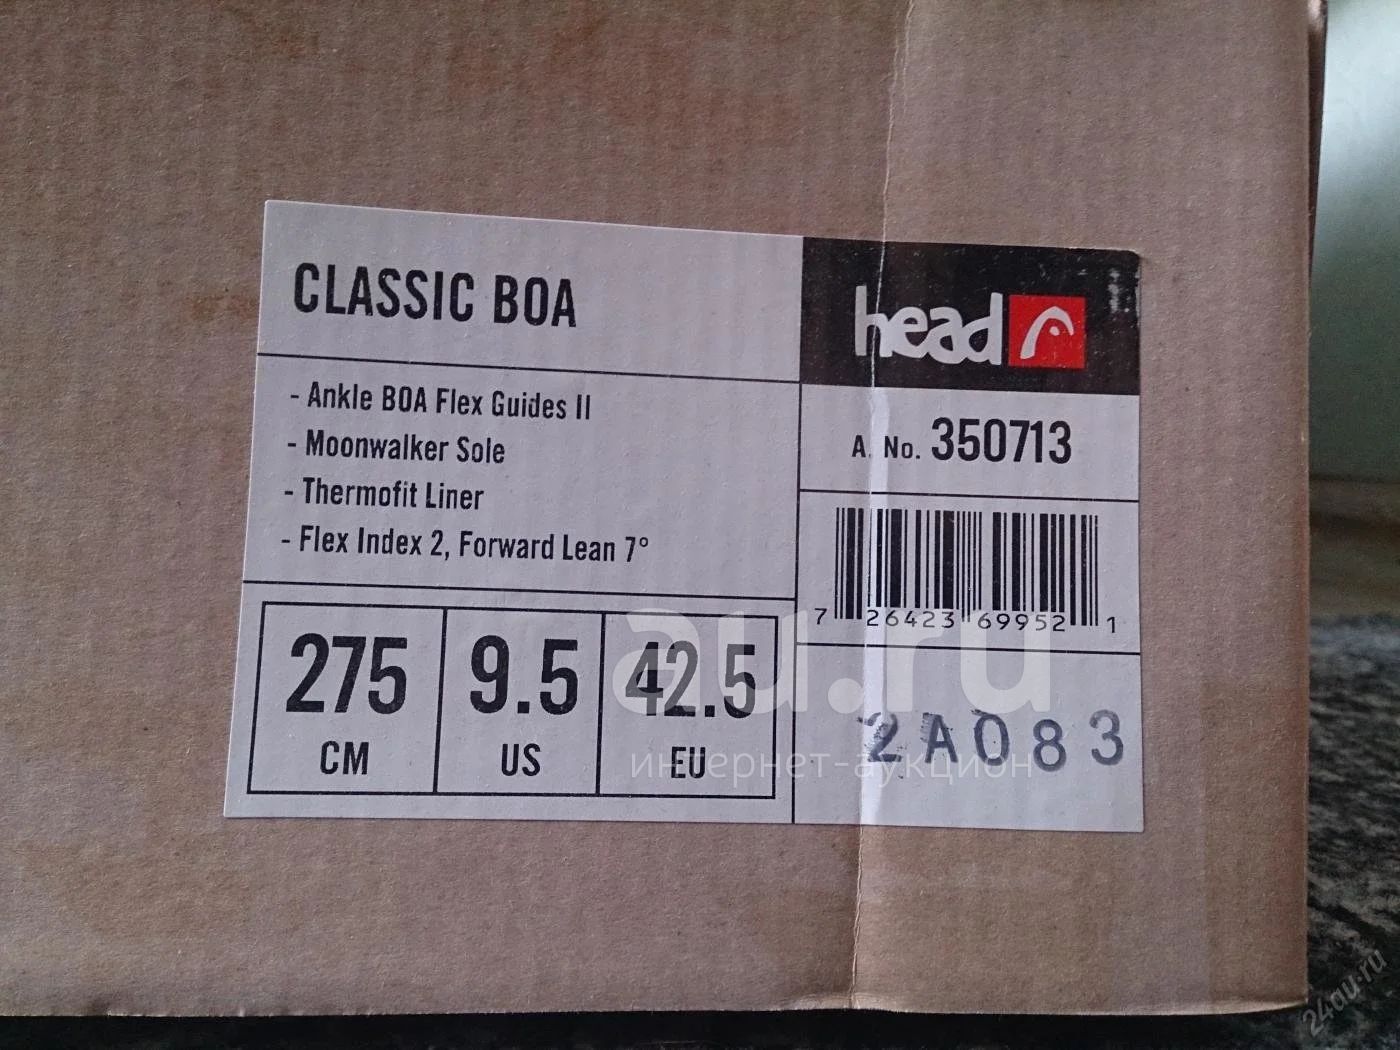 CLASSIC BOA
- Ankle BOA Flex Guides II
- Moonwalker Sole
- Thermofit Liner
- Flex Index 2, Forward Lean 7°
275
CM
9.5
US
42.5
EU
head
A. No. 350713
7 26423 69952 1
2A083
au.ru
интернет-аукцион
24au.ru